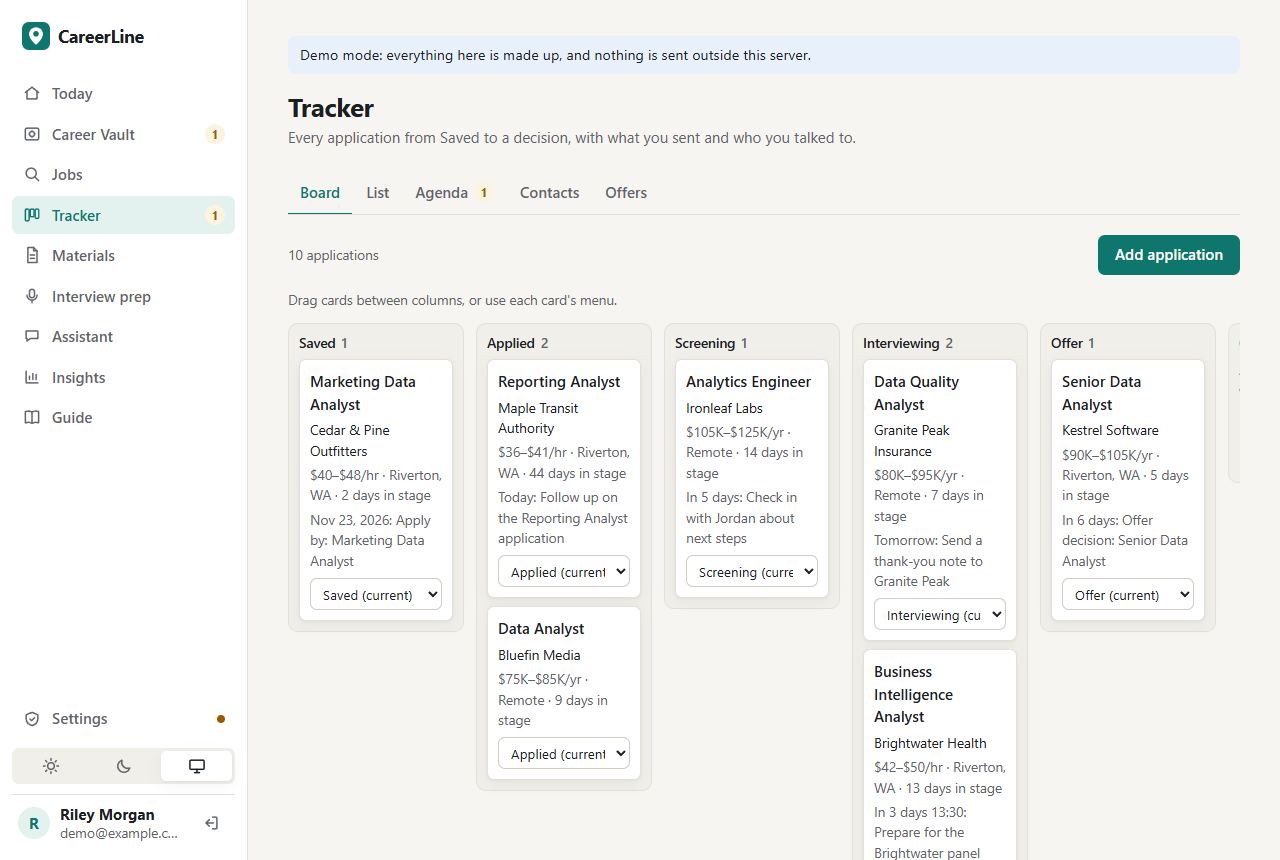 CareerLine
Today
Career Vault 1
Jobs
Tracker 1
Materials
Interview prep
Assistant
Insights
Guide
Settings
R
Riley Morgan
demo@example.c...
Demo mode: everything here is made up, and nothing is sent outside this server.
Tracker
Every application from Saved to a decision, with what you sent and who you talked to.
Board List Agenda 1 Contacts Offers
10 applications
Add application
Drag cards between columns, or use each card's menu.
Saved 1
Marketing Data
Analyst
Cedar & Pine
Outfitters
$40–$48/hr · Riverton,
WA · 2 days in stage
Nov 23, 2026: Apply
by: Marketing Data
Analyst
Saved (current)
Applied 2
Reporting Analyst
Maple Transit
Authority
$36–$41/hr · Riverton,
WA · 44 days in stage
Today: Follow up on
the Reporting Analyst
application
Applied (current
Data Analyst
Bluefin Media
$75K–$85K/yr ·
Remote · 9 days in
stage
Applied (current
Screening 1
Analytics Engineer
Ironleaf Labs
$105K–$125K/yr ·
Remote · 14 days in
stage
In 5 days: Check in
with Jordan about
next steps
Screening (curre
Interviewing 2
Data Quality
Analyst
Granite Peak
Insurance
$80K–$95K/yr ·
Remote · 7 days in
stage
Tomorrow: Send a
thank-you note to
Granite Peak
Interviewing (cu
Business
Intelligence
Analyst
Brightwater Health
$42–$50/hr · Riverton,
WA · 13 days in stage
In 3 days 13:30:
Prepare for the
Brightwater panel
Offer 1
Senior Data
Analyst
Kestrel Software
$90K–$105K/yr ·
Riverton, WA · 5 days
in stage
In 6 days: Offer
decision: Senior Data
Analyst
Offer (current)